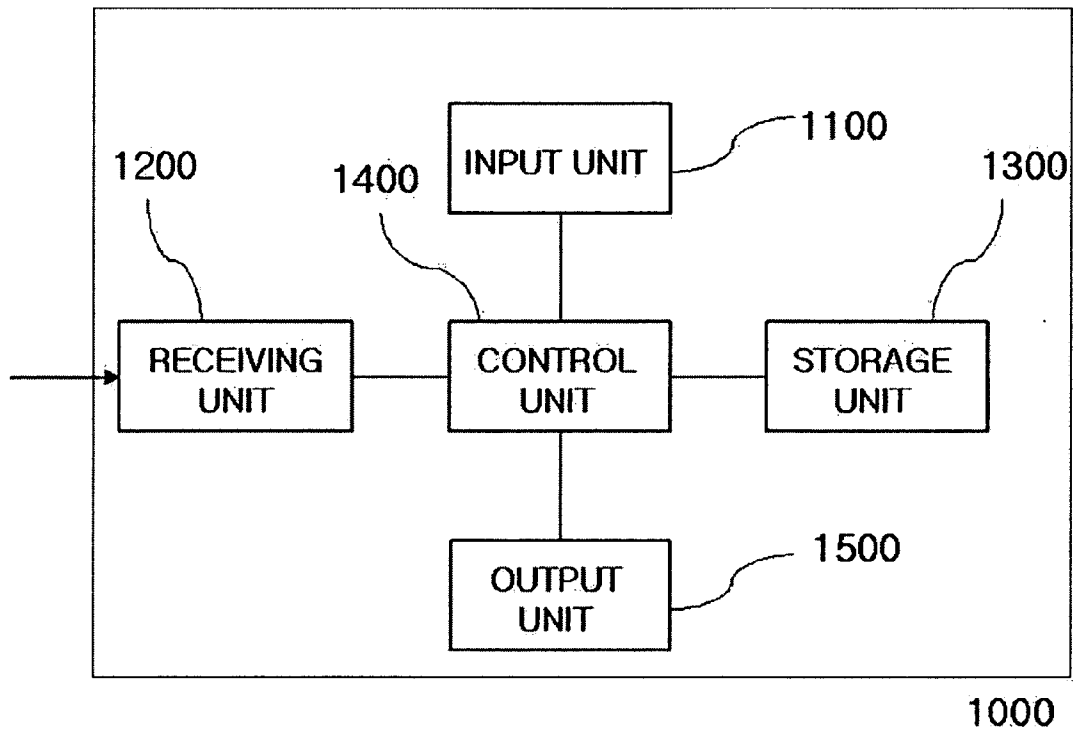 1100
INPUT UNIT
1200
1400
1300
RECEIVING
UNIT
CONTROL
UNIT
STORAGE
UNIT
1500
OUTPUT
UNIT
1000